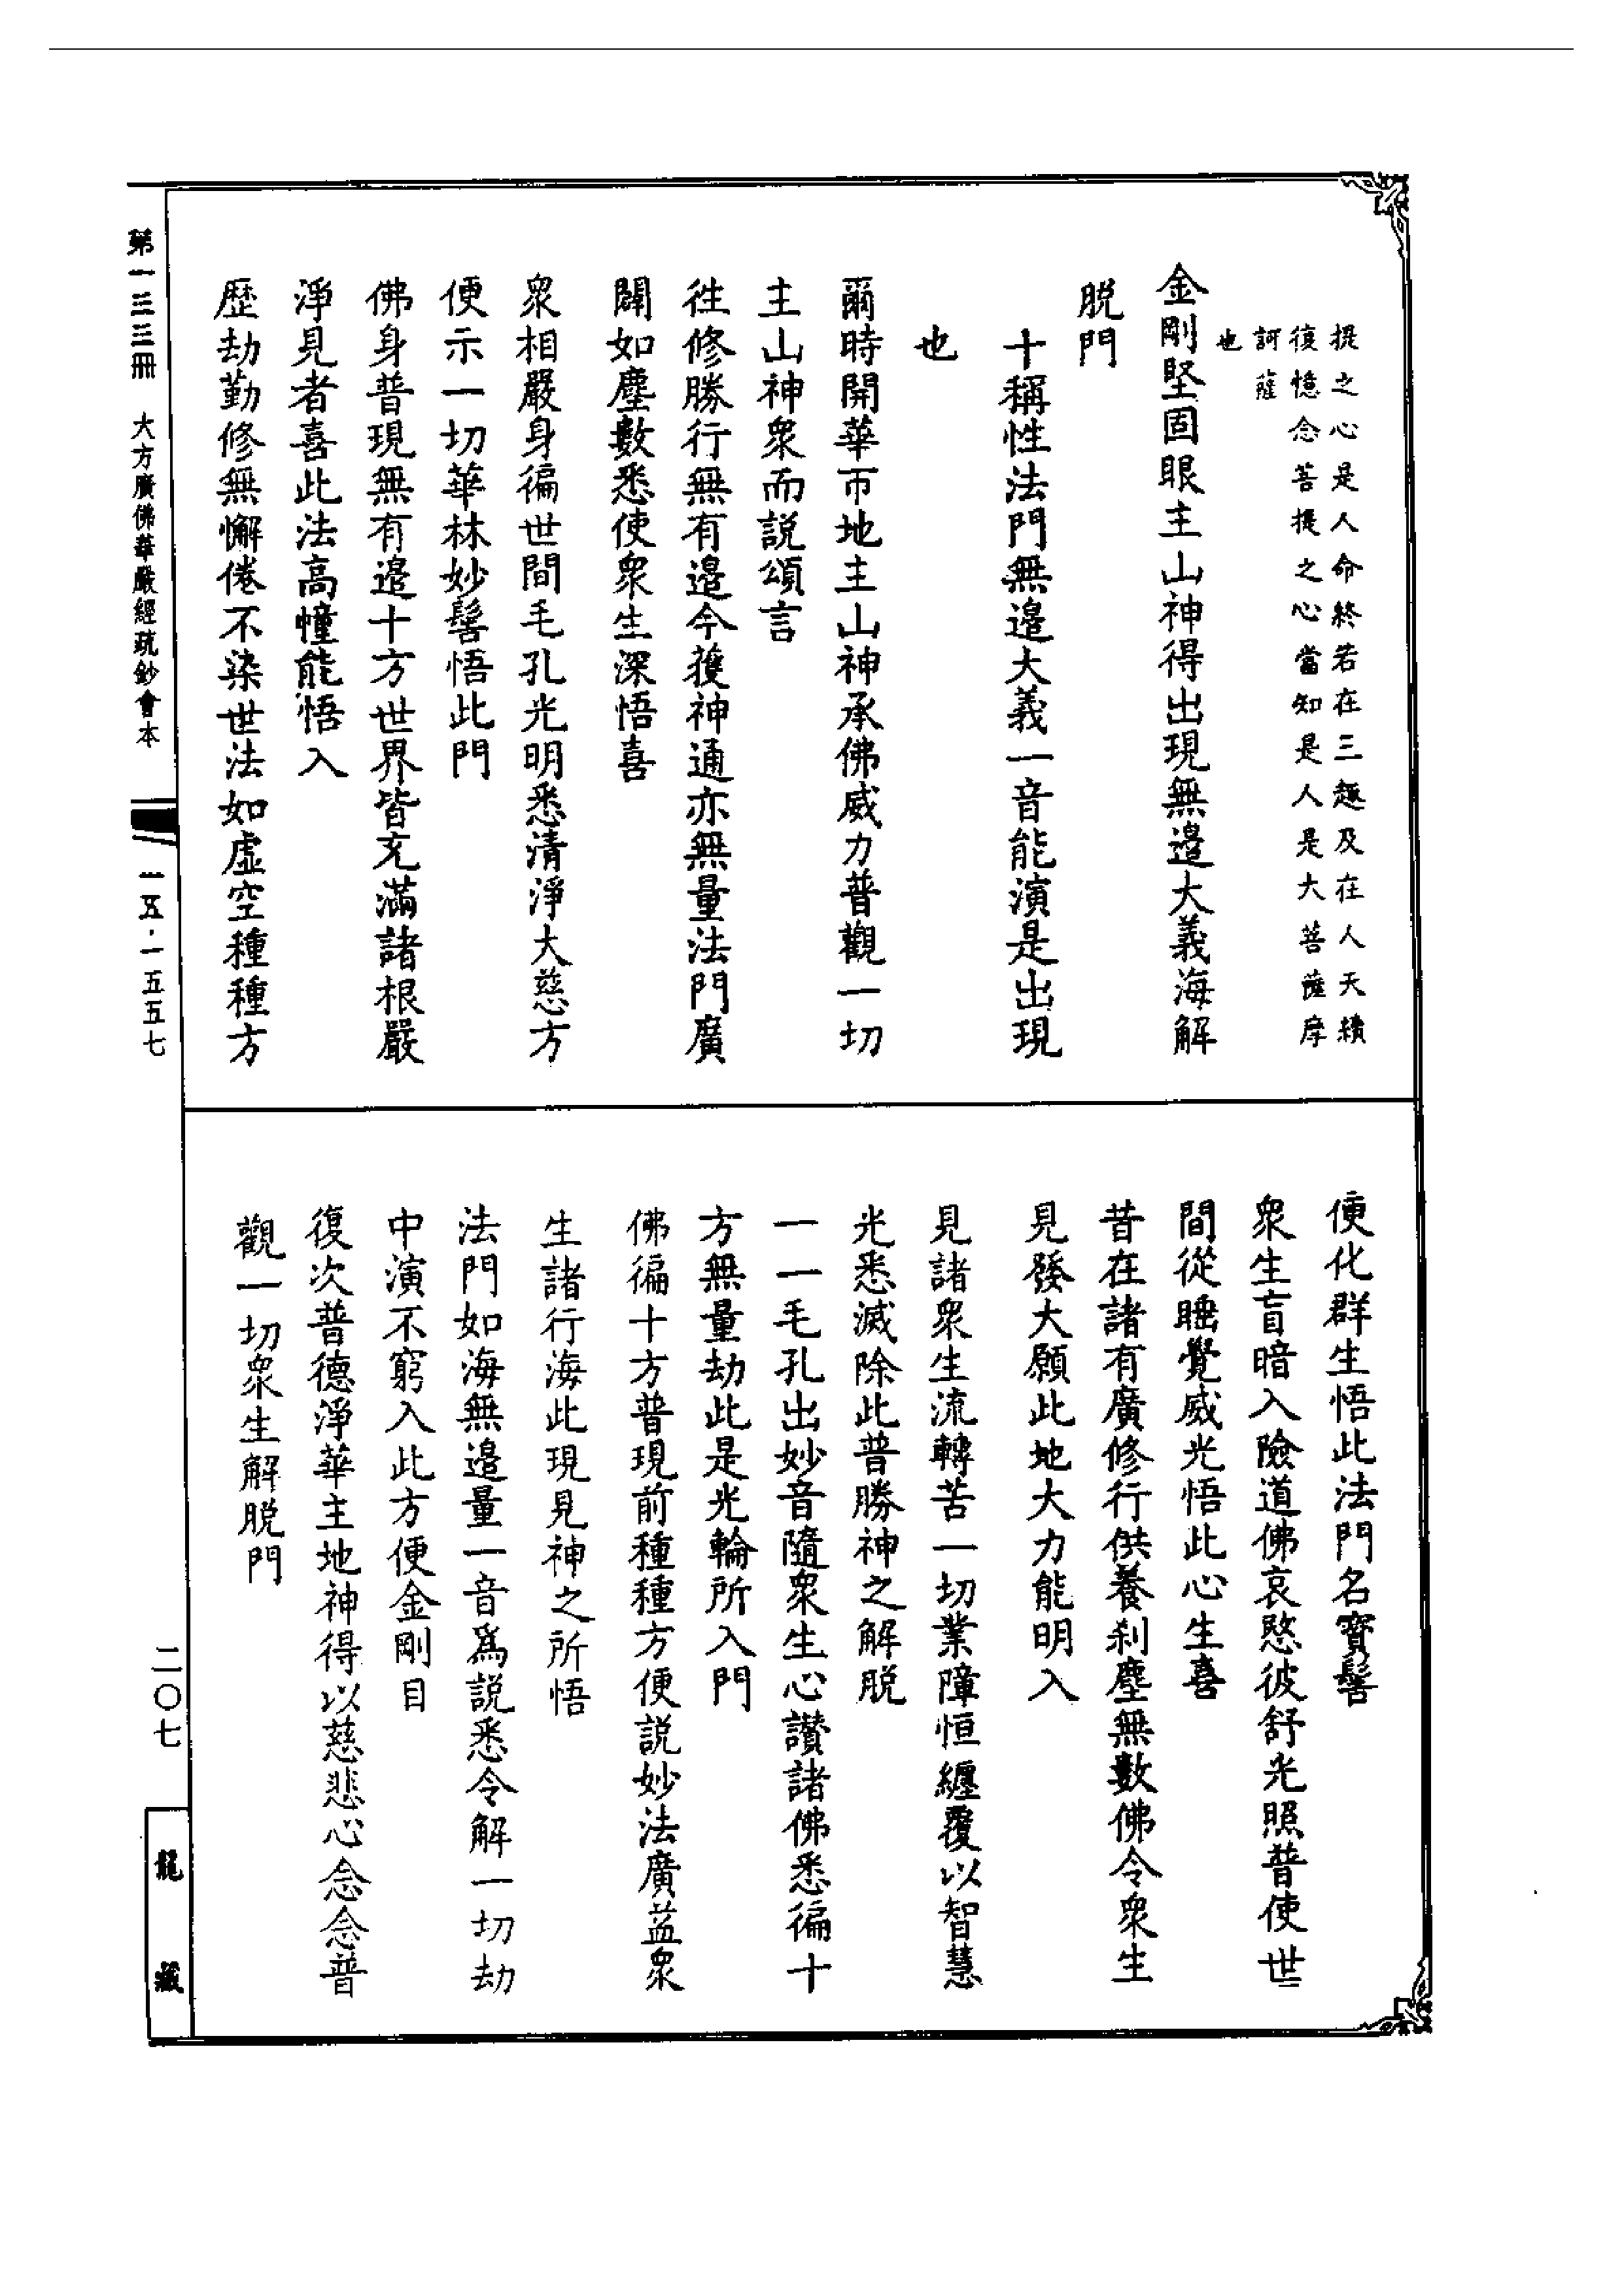 提之心是人命終若在三趣及在人天續
復憶念菩提之心當知是人是大菩薩摩
訶薩
也
金剛堅固眼主山神得出現無邊大義海解
脱門
十稱性法門無邊大義一音能演是出現
也
爾時開華帀地主山神承佛威力普觀一切
主山神眾而説頌言
往修勝行無有邊今獲神通亦無量法門廣
闢如塵數悉使眾生深悟喜
眾相嚴身徧世間毛孔光明悉清淨大慈方
便示一切華林妙髻悟此門
佛身普現無有邊十方世界皆充滿諸根嚴
淨見者喜此法高幢能悟入
歷劫勤修無懈倦不染世法如虛空種種方
便化群生悟此法門名寶髻
眾生盲暗入險道佛哀愍彼舒光照普使世
間從睡覺威光悟此心生喜
昔在諸有廣修行供養刹塵無數佛令眾生
見發大願此地大力能明入
見諸眾生流轉苦一切業障恒纏覆以智慧
光悉滅除此普勝神之解脱
一一毛孔出妙音隨眾生心讚諸佛悉徧十
方無量劫此是光輪所入門
佛徧十方普現前種種方便説妙法廣益眾
生諸行海此現見神之所悟
法門如海無邊量一音爲説悉令解一切劫
中演不窮入此方便金剛目
復次普德淨華主地神得以慈悲心念念普
觀一切眾生解脱門
第一三三冊 大方廣佛華嚴經疏鈔會本
一五·一五五七
二〇七
龍藏